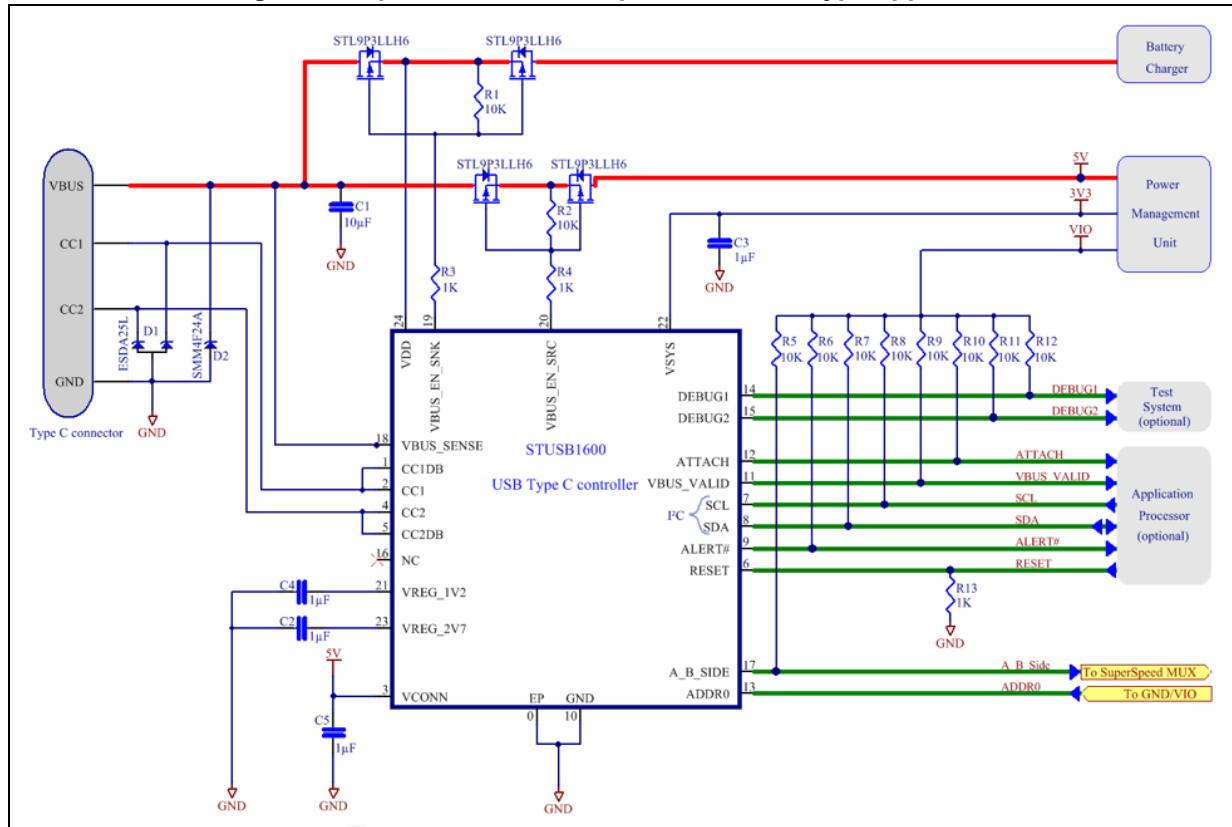 STL9P3LLH6
STL9P3LLH6
Battery
Charger
R1
10K
STL9P3LLH6
STL9P3LLH6
5V
VBUS
Power
3V3
C1
10µF
R2
10K
Management
CC1
VIO
C3
1µF
Unit
GND
R3
1K
R4
1K
GND
CC2
ESDA25L
D1
SMM4F24A
D2
24
19
20
22
R5
10K
R6
10K
R7
10K
R8
10K
R9
10K
R10
10K
R11
10K
R12
10K
VDD
VBUS_EN_SNK
VBUS_EN_SRC
VSYS
GND
DEBUG1
14
DEBUG1
Test
System
(optional)
DEBUG2
15
DEBUG2
Type C connector
GND
18
VBUS_SENSE
STUSB1600
1
CC1DB
ATTACH
12
ATTACH
2
CC1
USB Type C controller
VBUS_VALID
11
VBUS_VALID
Application
Processor
(optional)
4
CC2
I²C
SCL
7
SCL
5
CC2DB
SDA
8
SDA
16
NC
ALERT#
9
ALERT#
RESET
6
RESET
C4
1µF
21
VREG_1V2
R13
1K
C2
1µF
23
VREG_2V7
GND
5V
A_B_SIDE
17
A_B_Side
To SuperSpeed MUX
3
VCONN
EP
GND
ADDR0
13
ADDR0
To GND/VIO
0
10
C5
1µF
GND
GND
GND